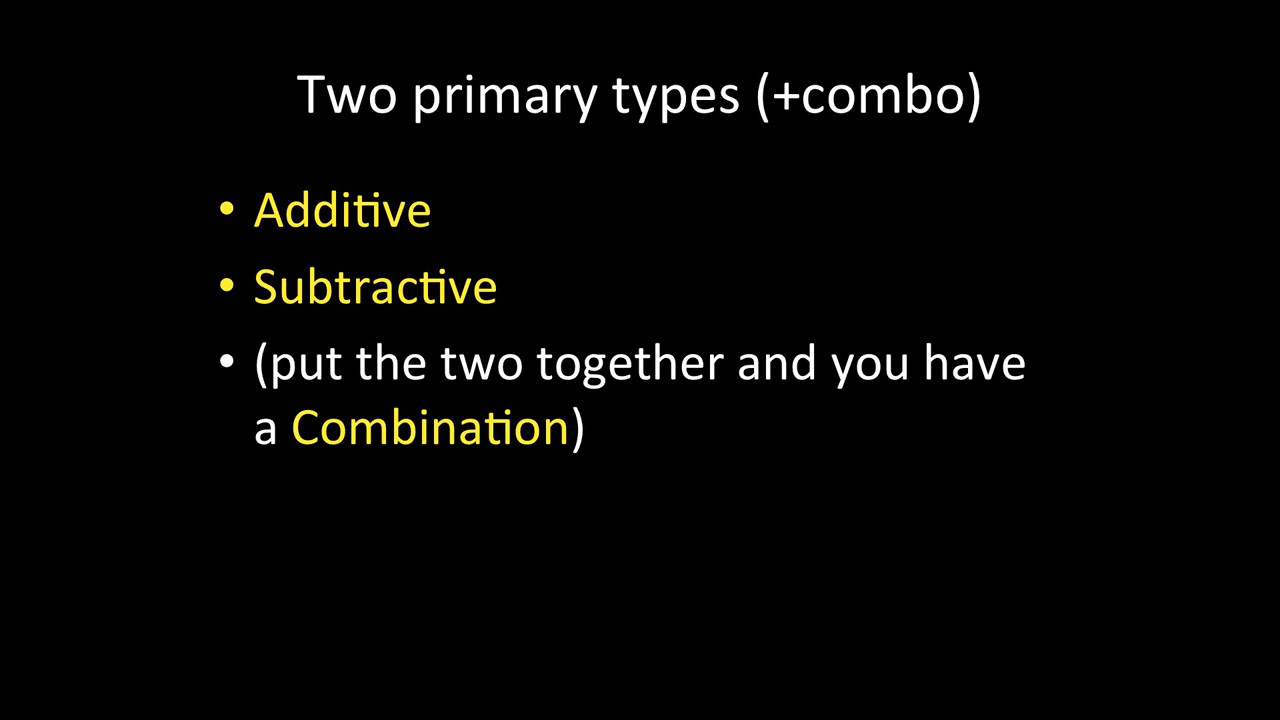 Two primary types (+combo)
• Additive
• Subtractive
• (put the two together and you have
a Combination)